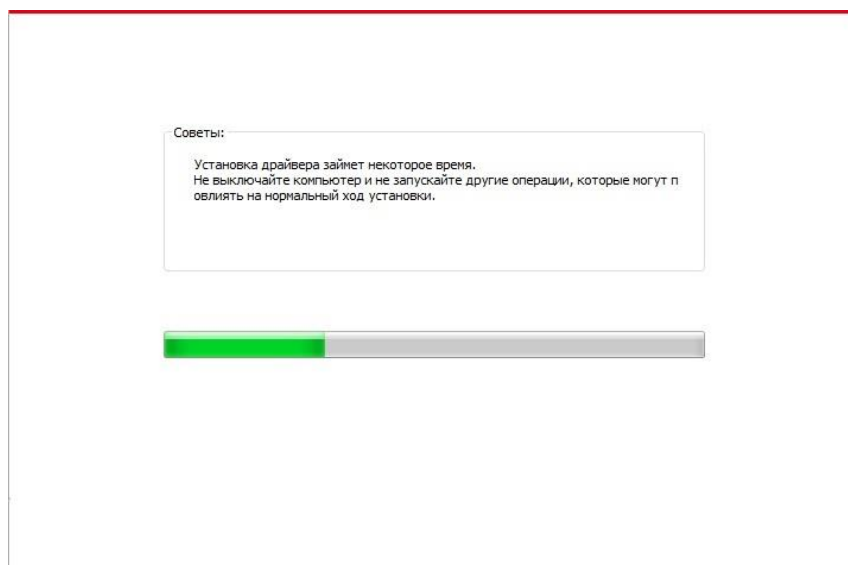 Советы:
Установка драйвера займет некоторое время.
Не выключайте компьютер и не запускайте другие операции, которые могут п
овлиять на нормальный ход установки.